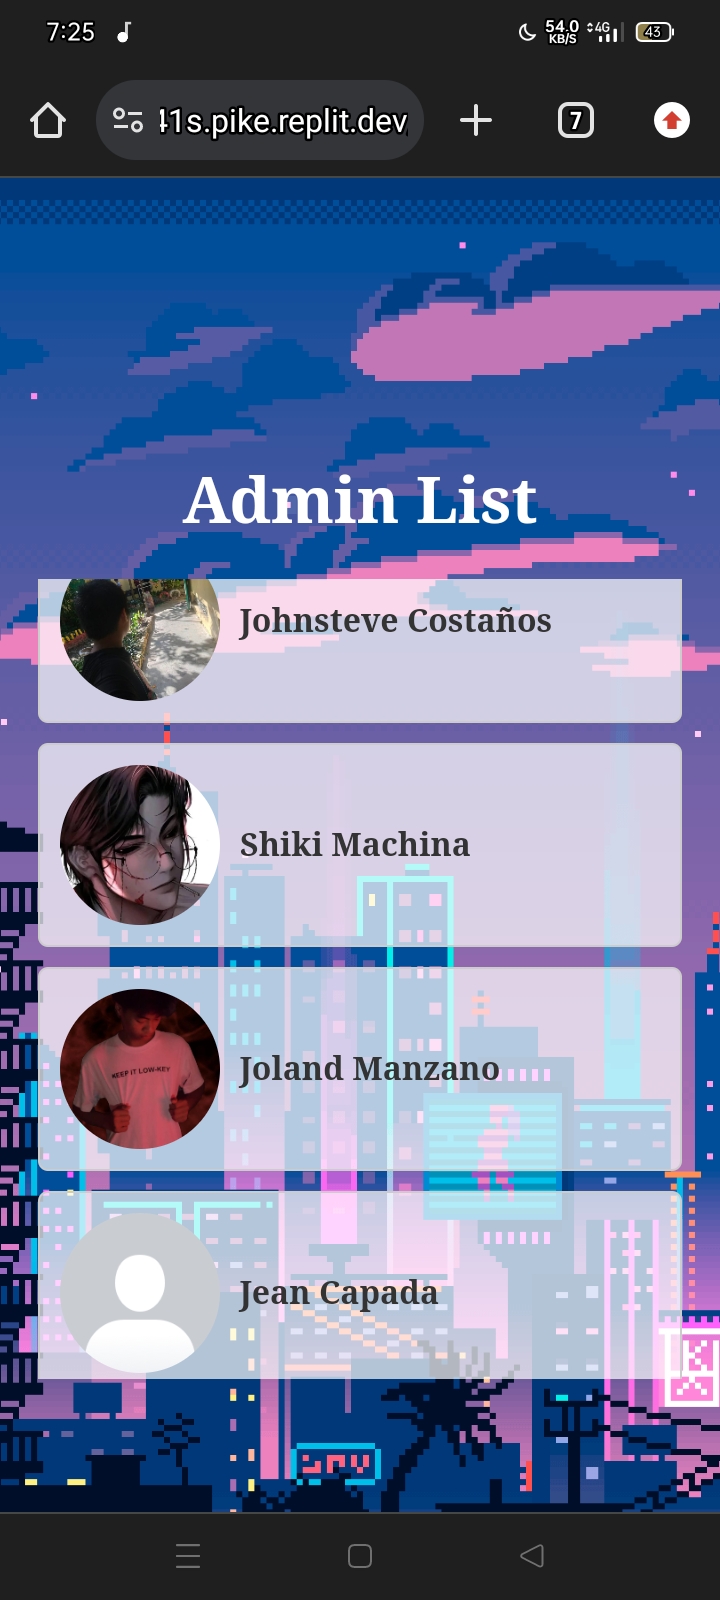 7:25
54.0
KB/S
4G
43
41s.pike.replit.dev
7
Admin List
Johnsteve Costaños
Shiki Machina
KEEP IT LOW-KEY
Joland Manzano
Jean Capada